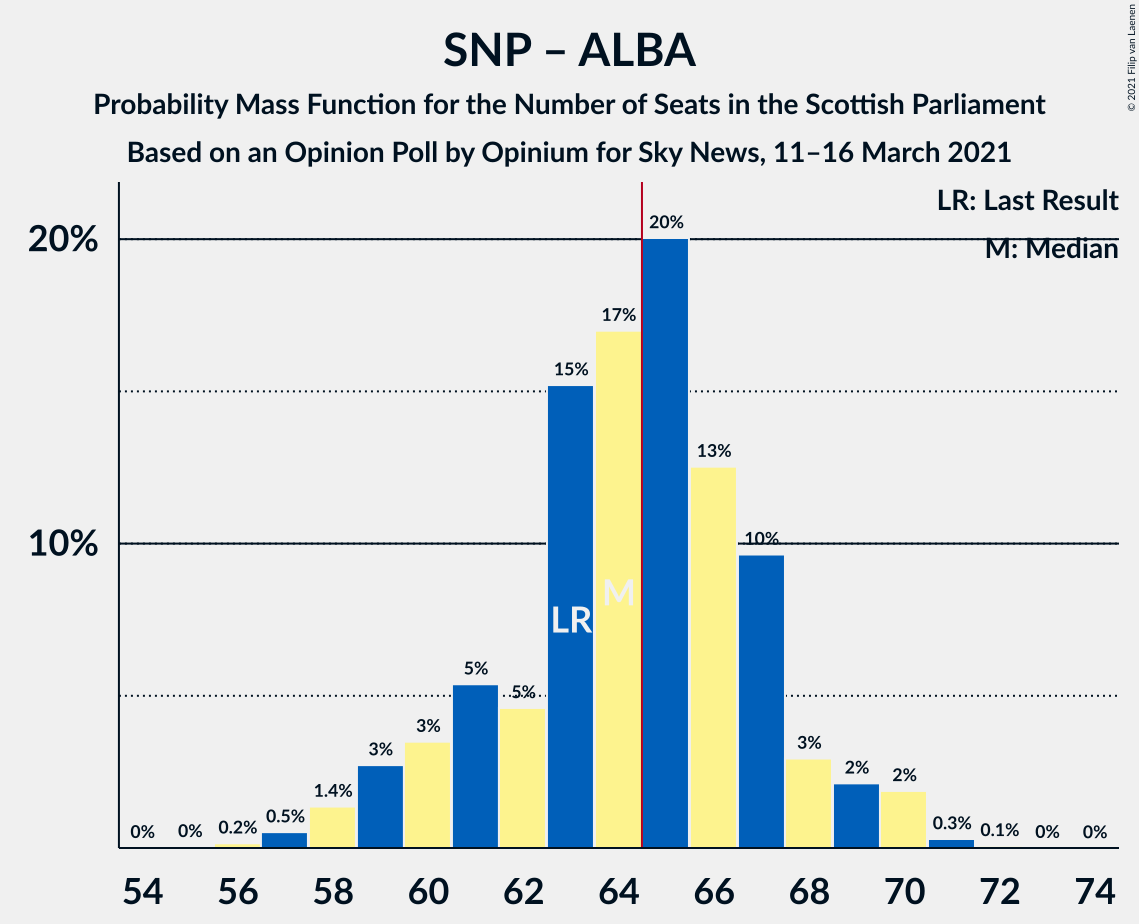 SNP – ALBA
Probability Mass Function for the Number of Seats in the Scottish Parliament
Based on an Opinion Poll by Opinium for Sky News, 11–16 March 2021
© 2021 Filip van Laenen
LR: Last Result
M: Median
20%
10%
0%
0%
0.2%
0.5%
1.4%
3%
3%
5%
5%
15%
17%
20%
13%
10%
3%
2%
2%
0.3%
0.1%
0%
0%
LR
M
54 56 58 60 62 64 66 68 70 72 74